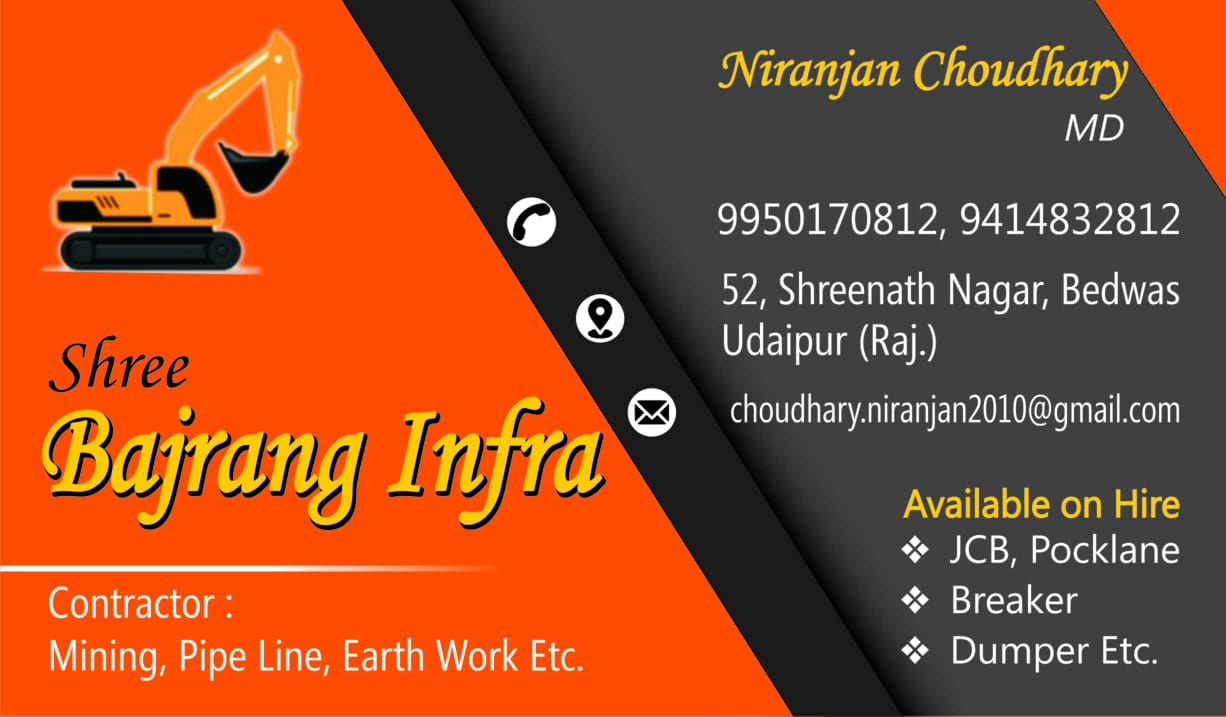 Shree
Bajrang Infra
Contractor :
Mining, Pipe Line, Earth Work Etc.
Niranjan Choudhary
MD
9950170812, 9414832812
52, Shreenath Nagar, Bedwas
Udaipur (Raj.)
choudhary.niranjan2010@gmail.com
Available on Hire
❖ JCB, Pocklane
❖ Breaker
❖ Dumper Etc.